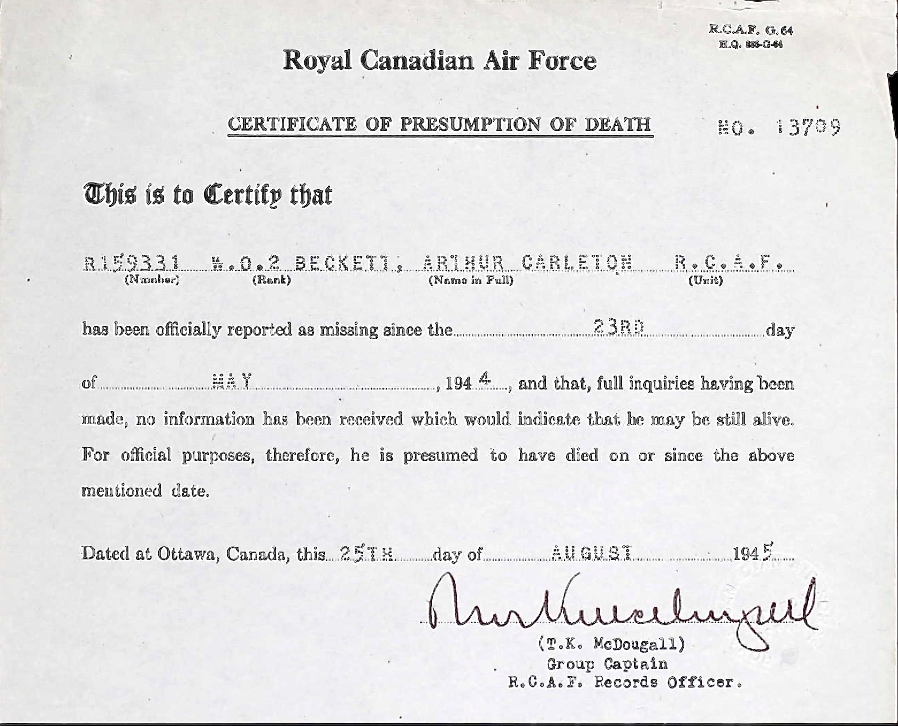 R.C.A.F. G. 64
H.Q. 885-G-64
Royal Canadian Air Force
CERTIFICATE OF PRESUMPTION OF DEATH
NO. 13709
This is to Certify that
R159331 W.O.2 BECKETT, ARTHUR CARLETON R.C.A.F.
(Number) (Rank) (Name in Full) (Unit)
has been officially reported as missing since the 23RD day
of MAY, 1944, and that, full inquiries having been
made, no information has been received which would indicate that he may be still alive.
For official purposes, therefore, he is presumed to have died on or since the above
mentioned date.
Dated at Ottawa, Canada, this 25TH day of AUGUST 1945
(T.K. McDougall)
Group Captain
R.C.A.F. Records Officer.